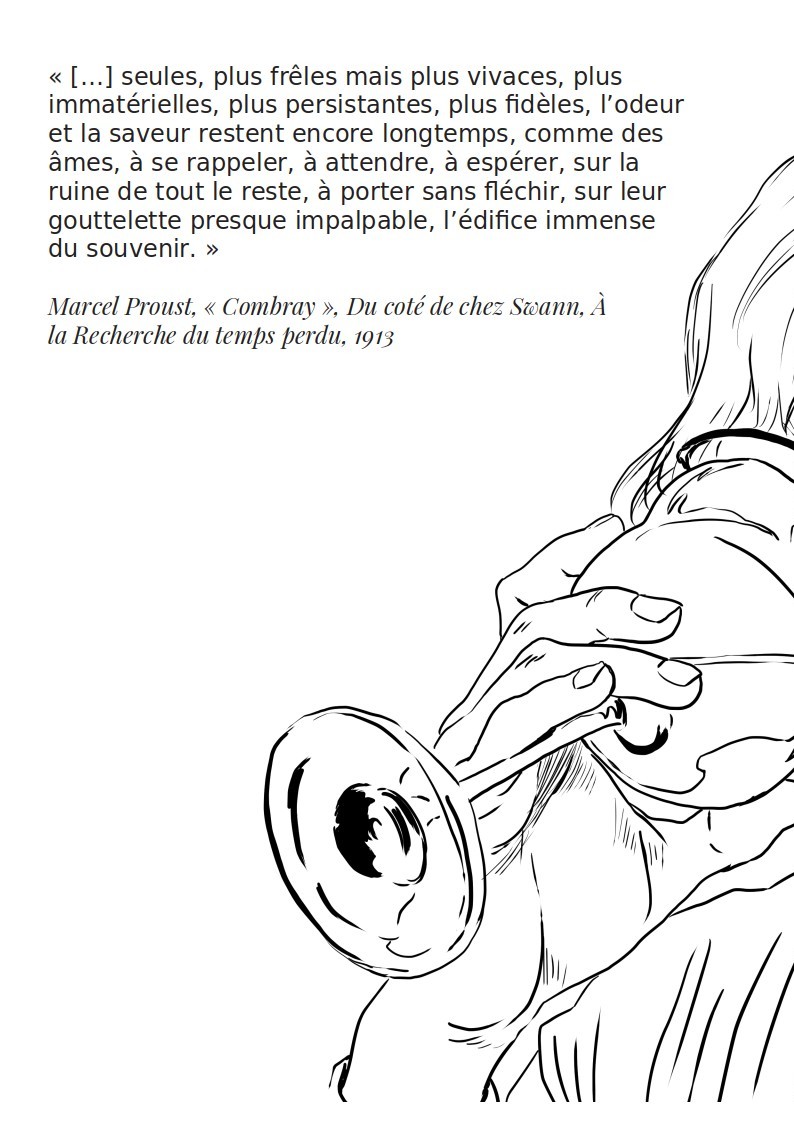 « […] seules, plus frêles mais plus vivaces, plus
immatérielles, plus persistantes, plus fidèles, l’odeur
et la saveur restent encore longtemps, comme des
âmes, à se rappeler, à attendre, à espérer, sur la
ruine de tout le reste, à porter sans fléchir, sur leur
gouttelette presque impalpable, l’édifice immense
du souvenir. »
Marcel Proust, « Combray », Du coté de chez Swann, À
la Recherche du temps perdu, 1913